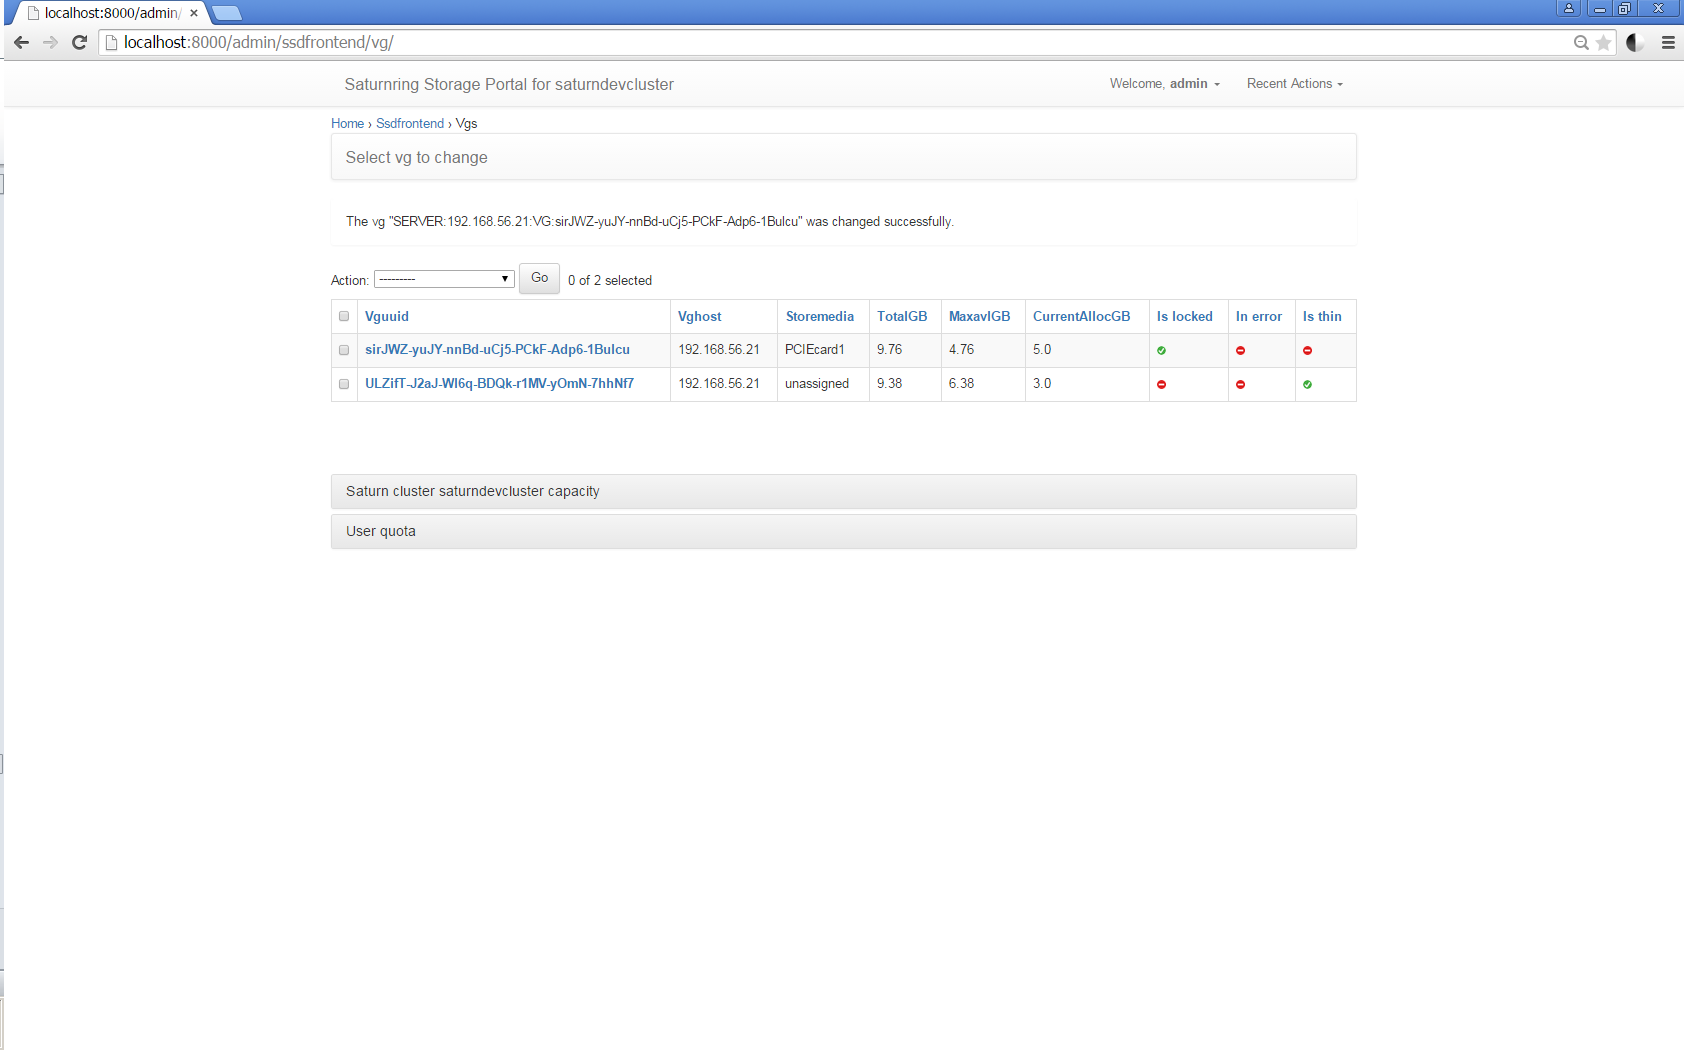 localhost:8000/admin/
localhost:8000/admin/ssdfrontend/vg/
Saturnring Storage Portal for saturndevcluster
Welcome, admin
Recent Actions
Home › Ssdfrontend › Vgs
Select vg to change
The vg "SERVER:192.168.56.21:VG:sirJWZ-yuJY-nnBd-uCj5-PCkF-Adp6-1Bulcu" was changed successfully.
Action: --------- Go 0 of 2 selected
Vguuid Vghost Storemedia TotalGB MaxavlGB CurrentAllocGB Is locked In error Is thin
sirJWZ-yuJY-nnBd-uCj5-PCkF-Adp6-1Bulcu 192.168.56.21 PCIEcard1 9.76 4.76 5.0
ULZifT-J2aJ-WI6q-BDQk-r1MV-yOmN-7hhNf7 192.168.56.21 unassigned 9.38 6.38 3.0
Saturn cluster saturndevcluster capacity
User quota